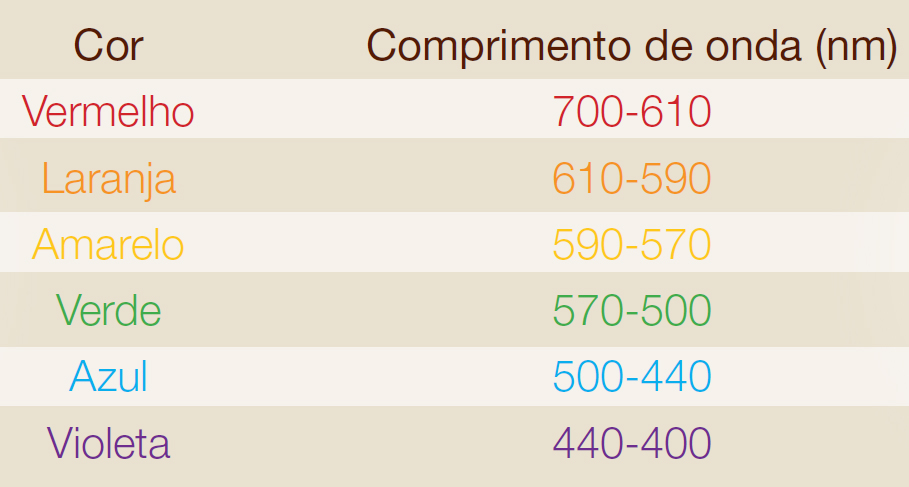 Cor Comprimento de onda (nm)
Vermelho 700-610
Laranja 610-590
Amarelo 590-570
Verde 570-500
Azul 500-440
Violeta 440-400